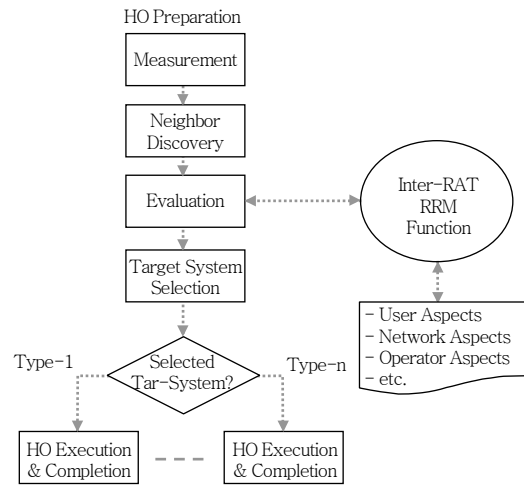 HO Preparation
Measurement
Neighbor
Discovery
Evaluation
Inter-RAT
RRM
Function
Target System
Selection
- User Aspects
- Network Aspects
- Operator Aspects
- etc.
Type-1
Selected
Tar-System?
Type-n
HO Execution
& Completion
HO Execution
& Completion